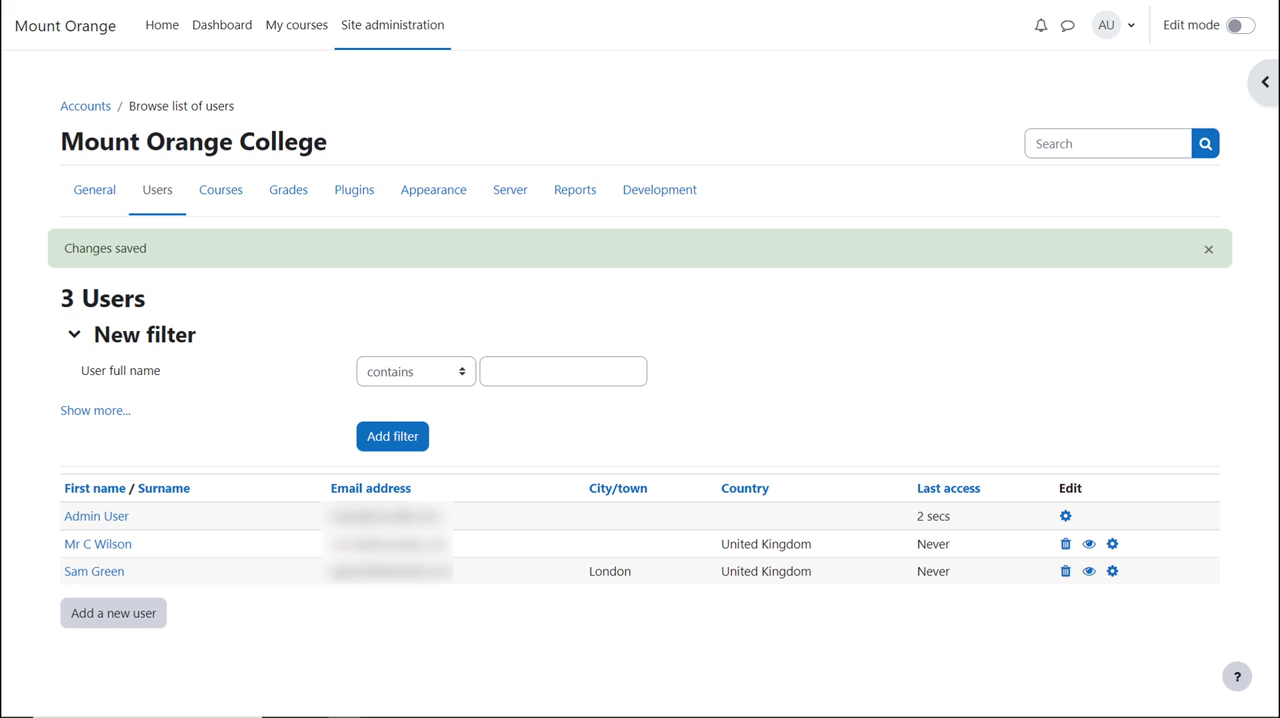 Mount Orange Home Dashboard My courses Site administration AU Edit mode
Accounts / Browse list of users
Mount Orange College
Search
General Users Courses Grades Plugins Appearance Server Reports Development
Changes saved ×
3 Users
New filter
User full name contains
Show more...
Add filter
First name / Surname Email address City/town Country Last access Edit
Admin User 2 secs
Mr C Wilson United Kingdom Never
Sam Green London United Kingdom Never
Add a new user
?